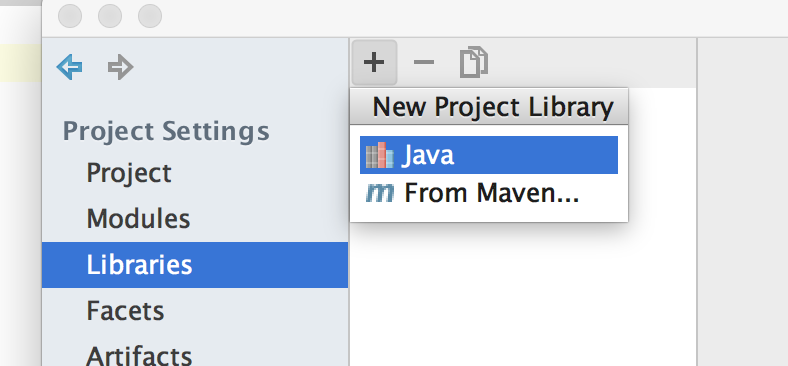 New Project Library
Java
From Maven...
Project Settings
Project
Modules
Libraries
Facets
Artifacts